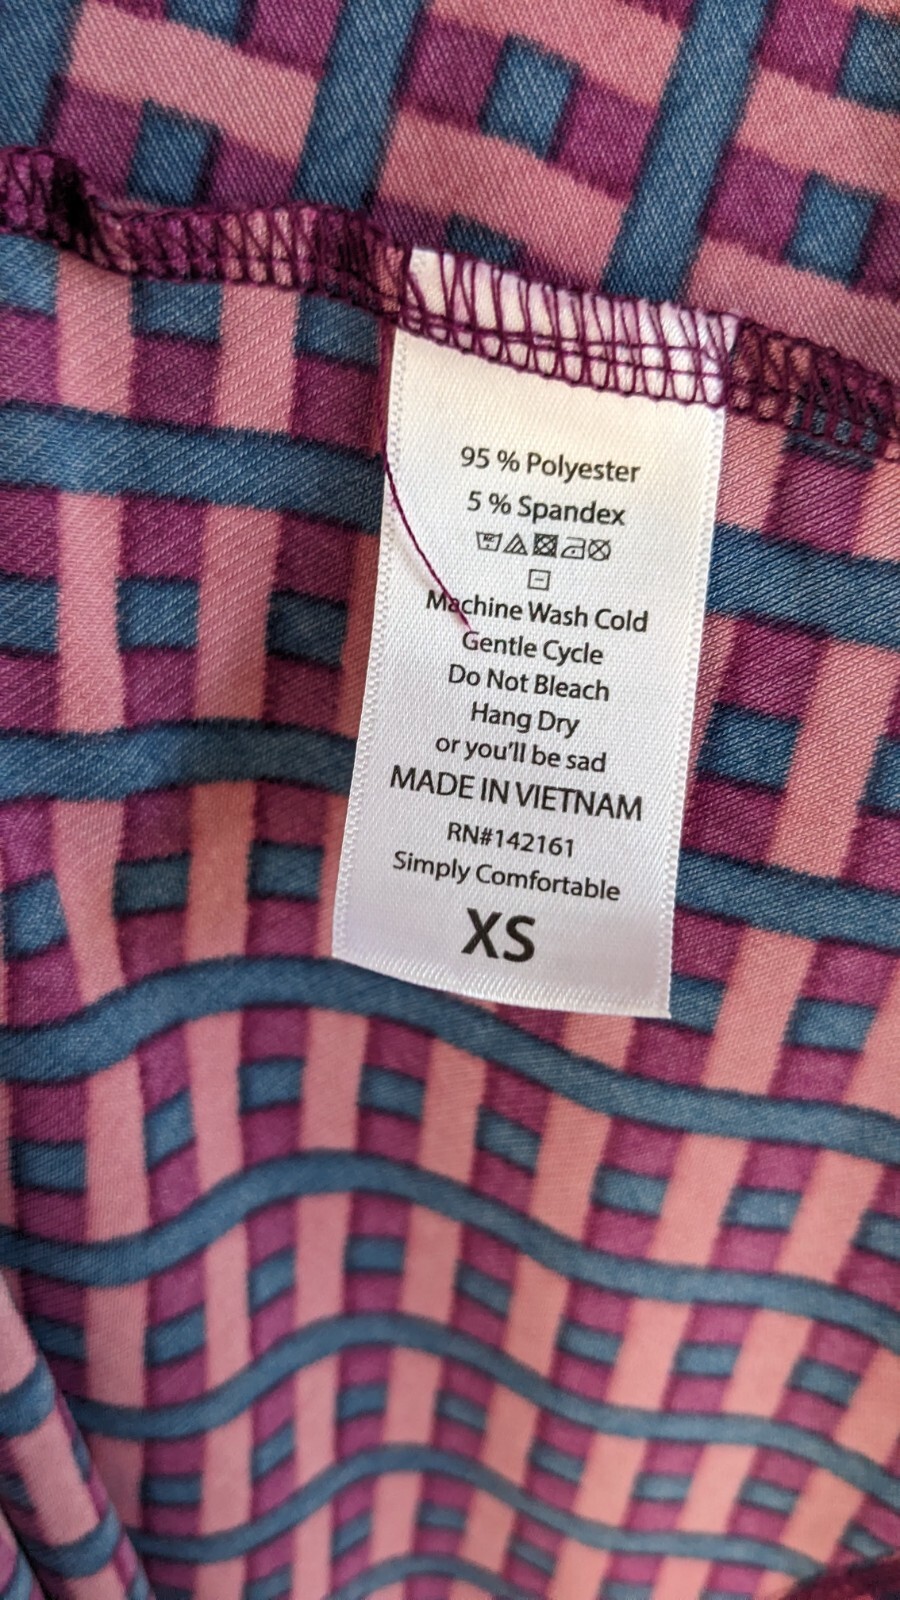 95 % Polyester
5 % Spandex
Machine Wash Cold
Gentle Cycle
Do Not Bleach
Hang Dry
or you'll be sad
MADE IN VIETNAM
RN#142161
Simply Comfortable
XS